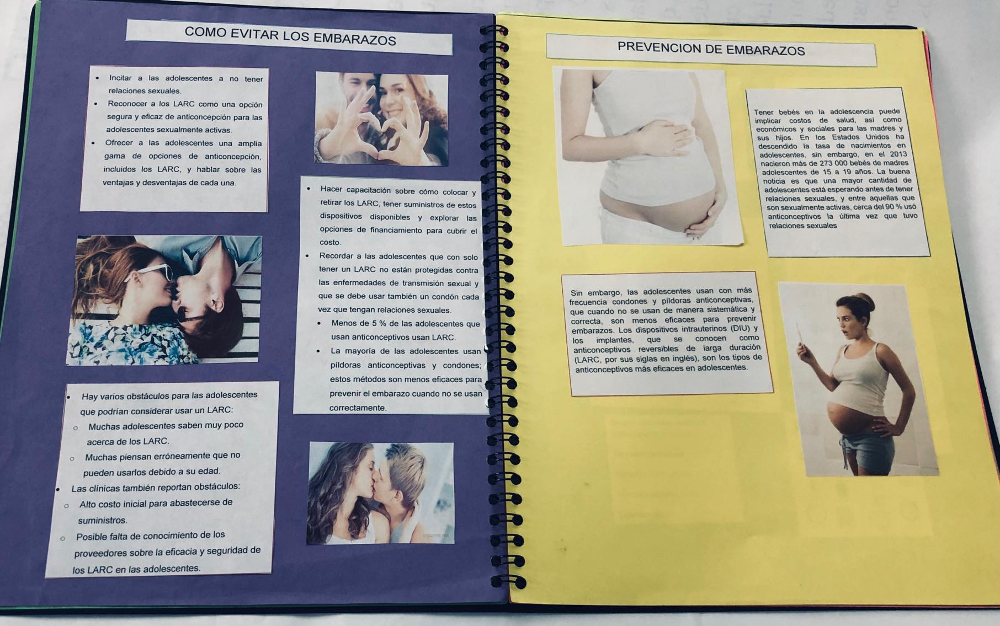 COMO EVITAR LOS EMBARAZOS
• Incitar a las adolescentes a no tener
relaciones sexuales.
• Reconocer a los LARC como una opción
segura y eficaz de anticoncepción para las
adolescentes sexualmente activas.
• Ofrecer a las adolescentes una amplia
gama de opciones de anticoncepción,
incluidos los LARC, y hablar sobre las
ventajas y desventajas de cada una.
• Hacer capacitación sobre cómo colocar y
retirar los LARC, tener suministros de estos
dispositivos disponibles y explorar las
opciones de financiamiento para cubrir el
costo.
• Recordar a las adolescentes que con solo
tener un LARC no están protegidas contra
las enfermedades de transmisión sexual y
que se debe usar también un condón cada
vez que tengan relaciones sexuales.
• Menos de 5 % de las adolescentes que
usan anticonceptivos usan LARC.
• La mayoría de las adolescentes usan
píldoras anticonceptivas y condones;
estos métodos son menos eficaces para
prevenir el embarazo cuando no se usan
correctamente.
• Hay varios obstáculos para las adolescentes
que podrían considerar usar un LARC:
○ Muchas adolescentes saben muy poco
acerca de los LARC.
○ Muchas piensan erróneamente que no
pueden usarlos debido a su edad.
• Las clínicas también reportan obstáculos:
○ Alto costo inicial para abastecerse de
suministros.
○ Posible falta de conocimiento de los
proveedores sobre la eficacia y seguridad de
los LARC en las adolescentes.
sigueme.net
PREVENCION DE EMBARAZOS
Tener bebés en la adolescencia puede
implicar costos de salud, así como
económicos y sociales para las madres y
sus hijos. En los Estados Unidos ha
descendido la tasa de nacimientos en
adolescentes, sin embargo, en el 2013
nacieron más de 273 000 bebés de madres
adolescentes de 15 a 19 años. La buena
noticia es que una mayor cantidad de
adolescentes está esperando antes de tener
relaciones sexuales, y entre aquellas que
son sexualmente activas, cerca del 90 % usó
anticonceptivos la última vez que tuvo
relaciones sexuales
Sin embargo, las adolescentes usan con más
frecuencia condones y píldoras anticonceptivas,
que cuando no se usan de manera sistemática y
correcta, son menos eficaces para prevenir
embarazos. Los dispositivos intrauterinos (DIU) y
los implantes, que se conocen como
anticonceptivos reversibles de larga duración
(LARC, por sus siglas en inglés), son los tipos de
anticonceptivos más eficaces en adolescentes.